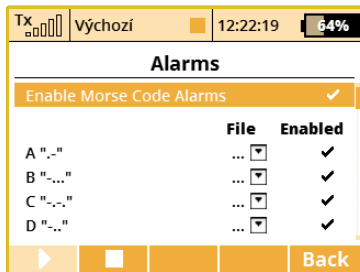 Tx Výchozí 12:22:19 64%
Alarms
Enable Morse Code Alarms ✔
File Enabled
A ".-" ... ✔
B "-..." ... ✔
C "-.-." ... ✔
D "-.." ... ✔
Back